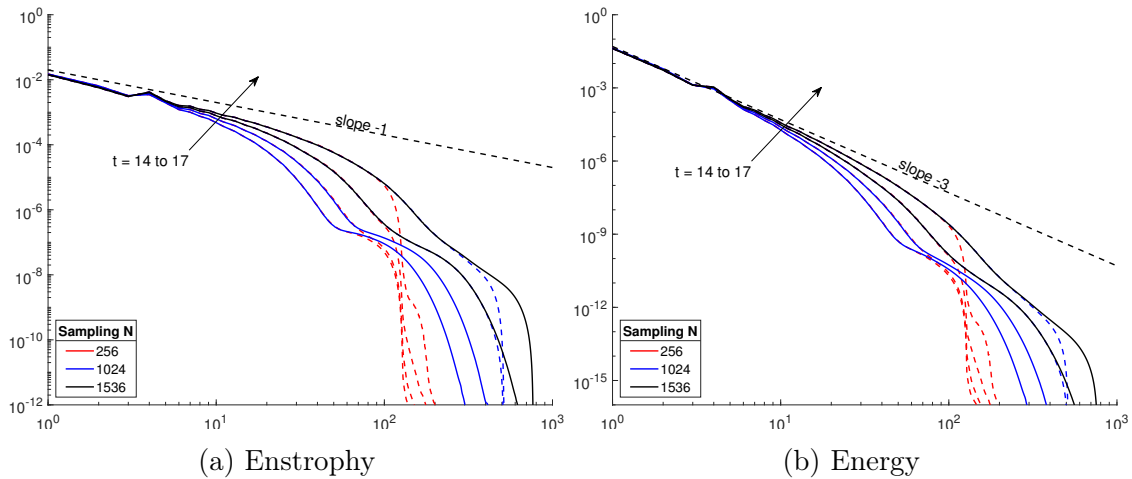 10^0
10^-2
10^-4
10^-6
10^-8
10^-10
10^-12
slope -1
t = 14 to 17
Sampling N
256
1024
1536
10^0 10^1 10^2 10^3
(a) Enstrophy
10^0
10^-3
10^-6
10^-9
10^-12
10^-15
slope -3
t = 14 to 17
Sampling N
256
1024
1536
10^0 10^1 10^2 10^3
(b) Energy